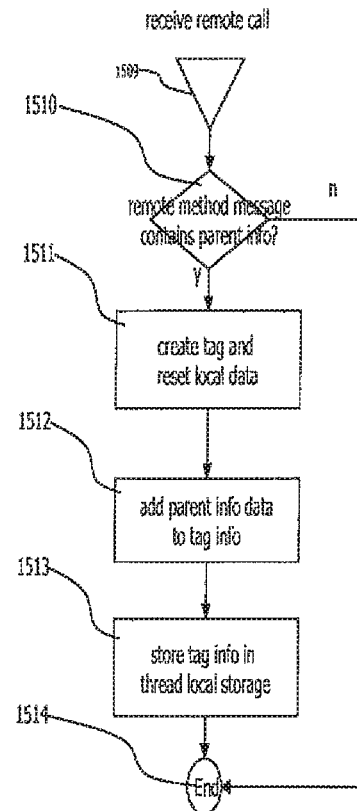 receive remote call
1509
1510
n
remote method message
contains parent info?
y
1511
create tag and
reset local data
1512
add parent info data
to tag info
1513
store tag info in
thread local storage
1514
End